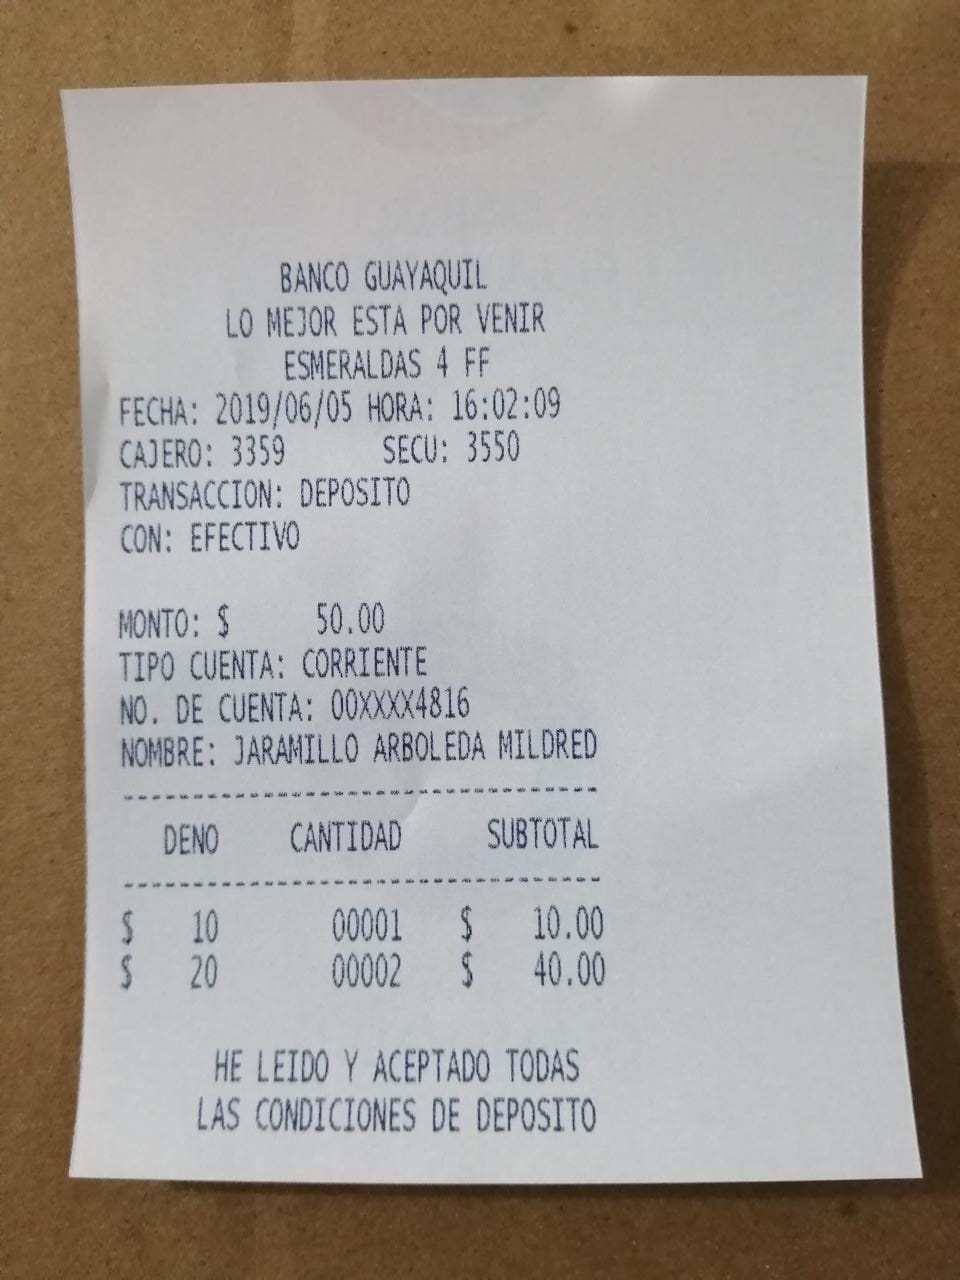 BANCO GUAYAQUIL
LO MEJOR ESTA POR VENIR
ESMERALDAS 4 FF
FECHA: 2019/06/05 HORA: 16:02:09
CAJERO: 3359 SECU: 3550
TRANSACCION: DEPOSITO
CON: EFECTIVO
MONTO: $ 50.00
TIPO CUENTA: CORRIENTE
NO. DE CUENTA: 00XXXX4816
NOMBRE: JARAMILLO ARBOLEDA MILDRED
----------------------------------------
DENO CANTIDAD SUBTOTAL
----------------------------------------
$ 10 00001 $ 10.00
$ 20 00002 $ 40.00
HE LEIDO Y ACEPTADO TODAS
LAS CONDICIONES DE DEPOSITO